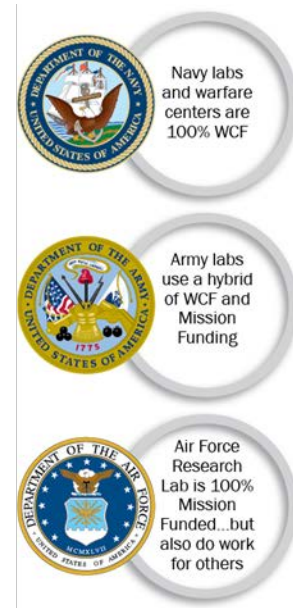 DEPARTMENT OF THE NAVY
UNITED STATES OF AMERICA
Navy labs
and warfare
centers are
100% WCF
DEPARTMENT OF THE ARMY
1775
UNITED STATES OF AMERICA
Army labs
use a hybrid
of WCF and
Mission
Funding
DEPARTMENT OF THE AIR FORCE
MCMXLVII
UNITED STATES OF AMERICA
Air Force
Research
Lab is 100%
Mission
Funded...but
also do work
for others